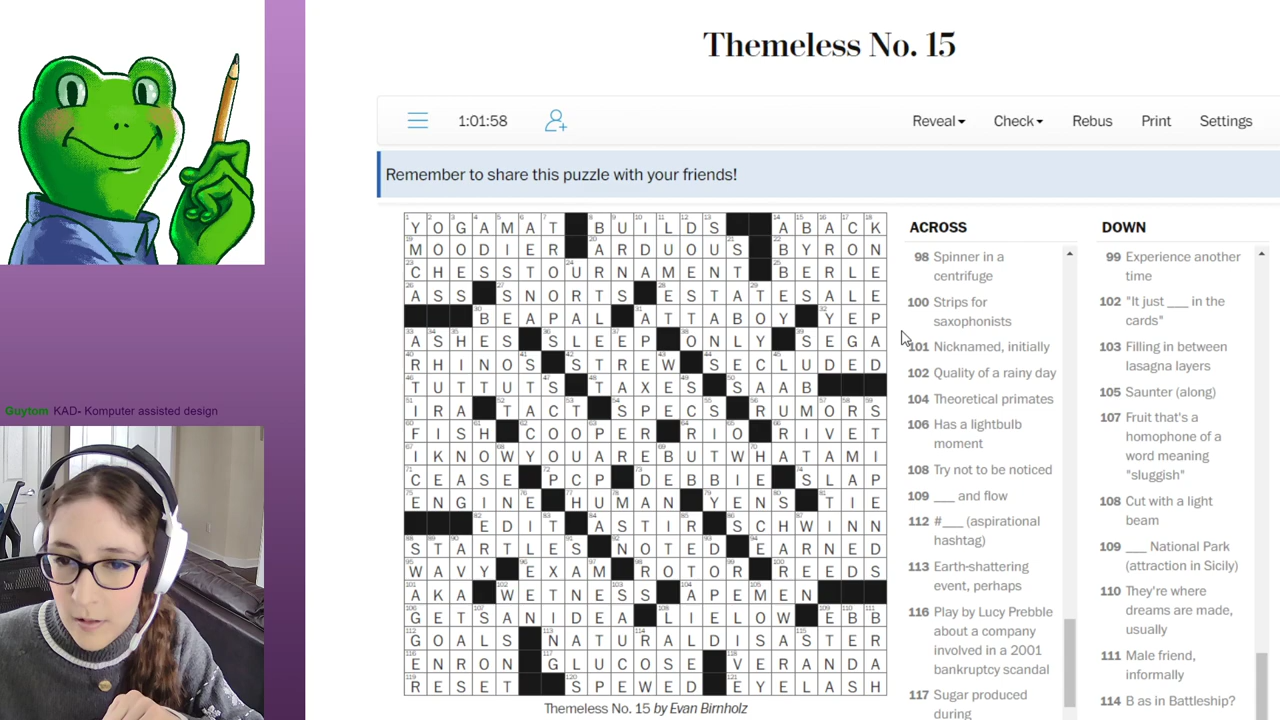 Themeless No. 15
1:01:58
Reveal
Check
Rebus
Print
Settings
Remember to share this puzzle with your friends!
YOGAMAT BUILDS ABACK
MOODIER ARDUOUS BYRON
CHESSTOURNAMENT BERLE
ASS SNORTS ESTATESALE
BEAPAL ATTABOY YEP
ASHES SLEEP ONLY SEGA
RHINOS STREW SECLUDED
TUTTUTS TAXES SAAB
IRA TACT SPECS RUMORS
FISH COOPER RIO RIVET
IKNOWYOUAREBUTWHATAMI
CEASE PCP DEBBIE SLAP
ENGINE HUMAN YENS TIE
EDIT ASTIR SCHWINN
STARTLES NOTED EARNED
WAVY EXAM ROTOR REEDS
AKA WETNESS APEMEN
GETSANIDEA LIELOW EBB
GOALS NATURALDISASTER
ENRON GLUCOSE VERANDA
RESET SPEWED EYELASH
Themeless No. 15 by Evan Birnholz
ACROSS
98 Spinner in a
centrifuge
100 Strips for
saxophonists
101 Nicknamed, initially
102 Quality of a rainy day
104 Theoretical primates
106 Has a lightbulb
moment
108 Try not to be noticed
109 ___ and flow
112 #___ (aspirational
hashtag)
113 Earth-shattering
event, perhaps
116 Play by Lucy Prebble
about a company
involved in a 2001
bankruptcy scandal
117 Sugar produced
during
DOWN
99 Experience another
time
102 "It just ___ in the
cards"
103 Filling in between
lasagna layers
105 Saunter (along)
107 Fruit that's a
homophone of a
word meaning
"sluggish"
108 Cut with a light
beam
109 ___ National Park
(attraction in Sicily)
110 They're where
dreams are made,
usually
111 Male friend,
informally
114 B as in Battleship?
Guytom KAD- Komputer assisted design